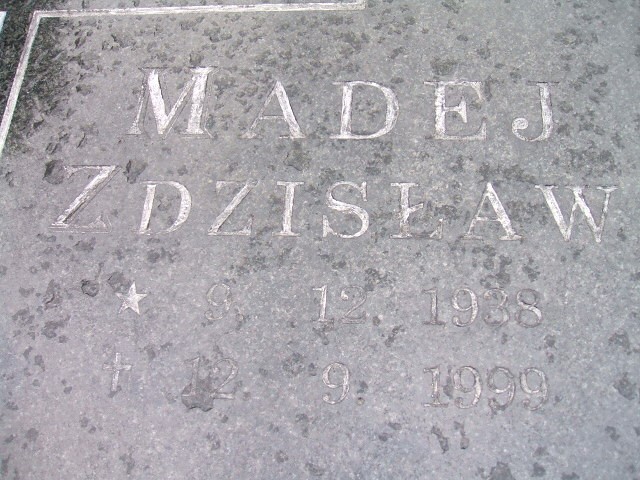 MADEJ
ZDZISŁAW
★ 9. 12. 1938
† 12 9. 1999